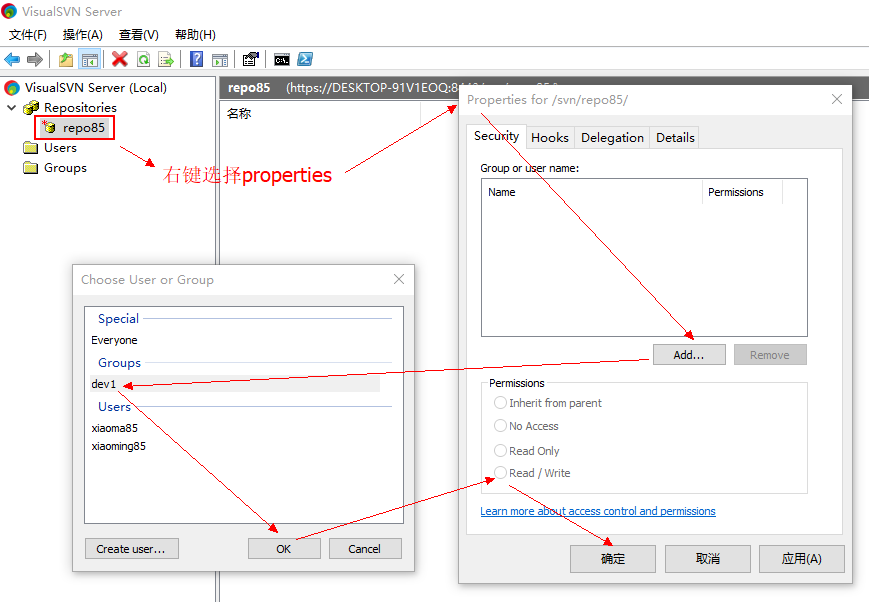 VisualSVN Server
文件(F) 操作(A) 查看(V) 帮助(H)
VisualSVN Server (Local)
Repositories
repo85
Users
Groups
repo85 (https://DESKTOP-91V1EOQ:8
名称
右键选择properties
Properties for /svn/repo85/
Security Hooks Delegation Details
Group or user name:
Name Permissions
Add... Remove
Permissions
Inherit from parent
No Access
Read Only
Read / Write
Learn more about access control and permissions
确定 取消 应用(A)
Choose User or Group
Special
Everyone
Groups
dev1
Users
xiaoma85
xiaoming85
Create user... OK Cancel